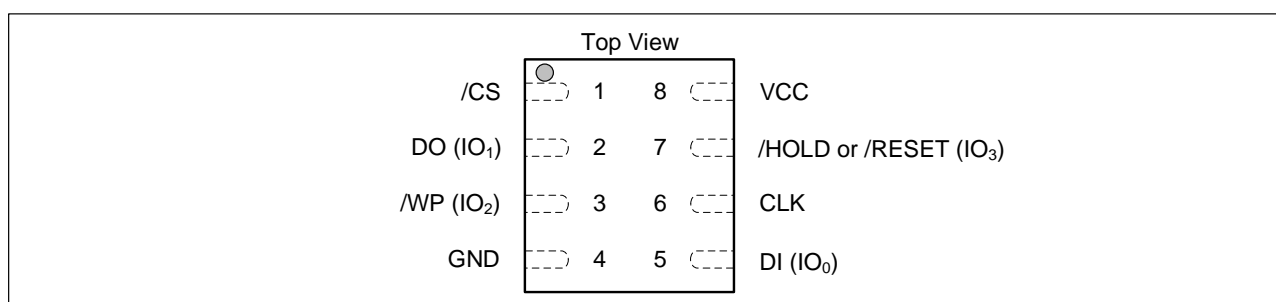 Top View
/CS 1 8 VCC
DO (IO₁) 2 7 /HOLD or /RESET (IO₃)
/WP (IO₂) 3 6 CLK
GND 4 5 DI (IO₀)